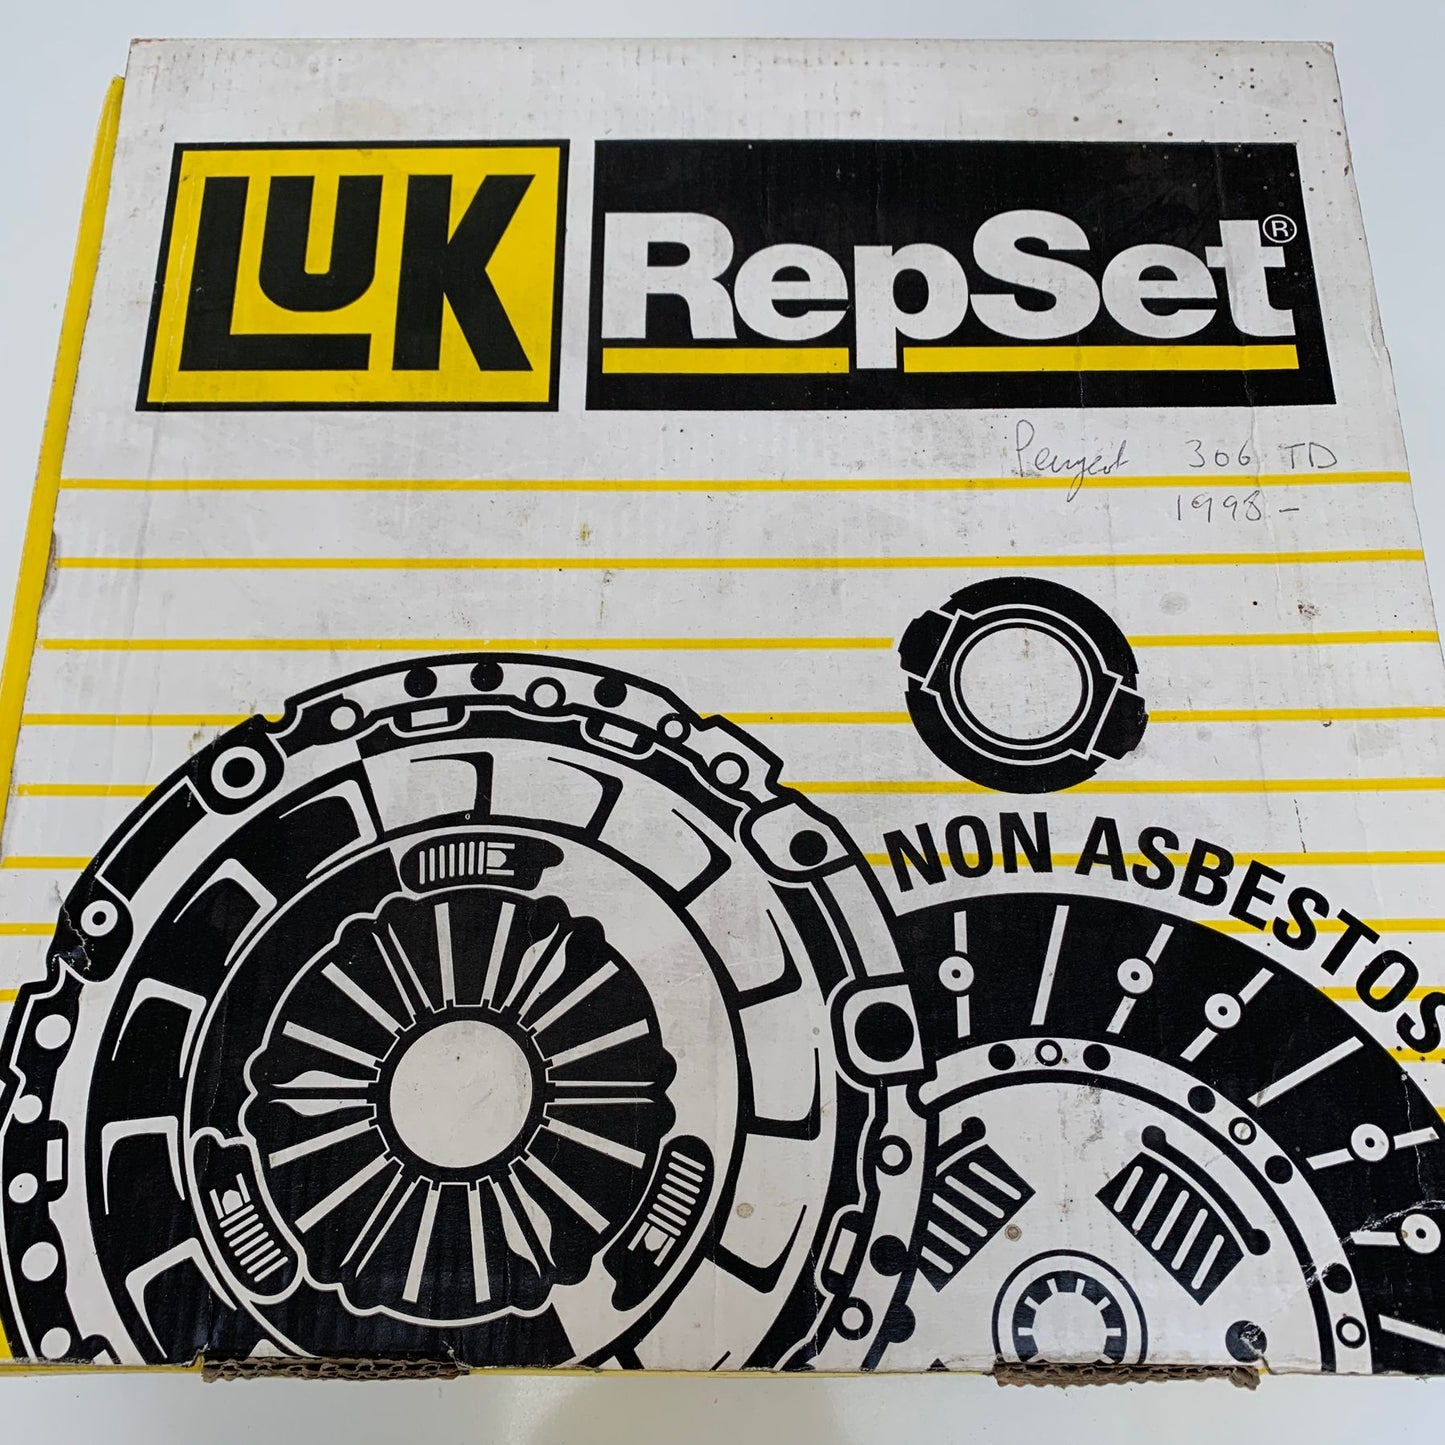 LuK RepSet®
Peugeot 306 TD
1998-
NON ASBESTOS